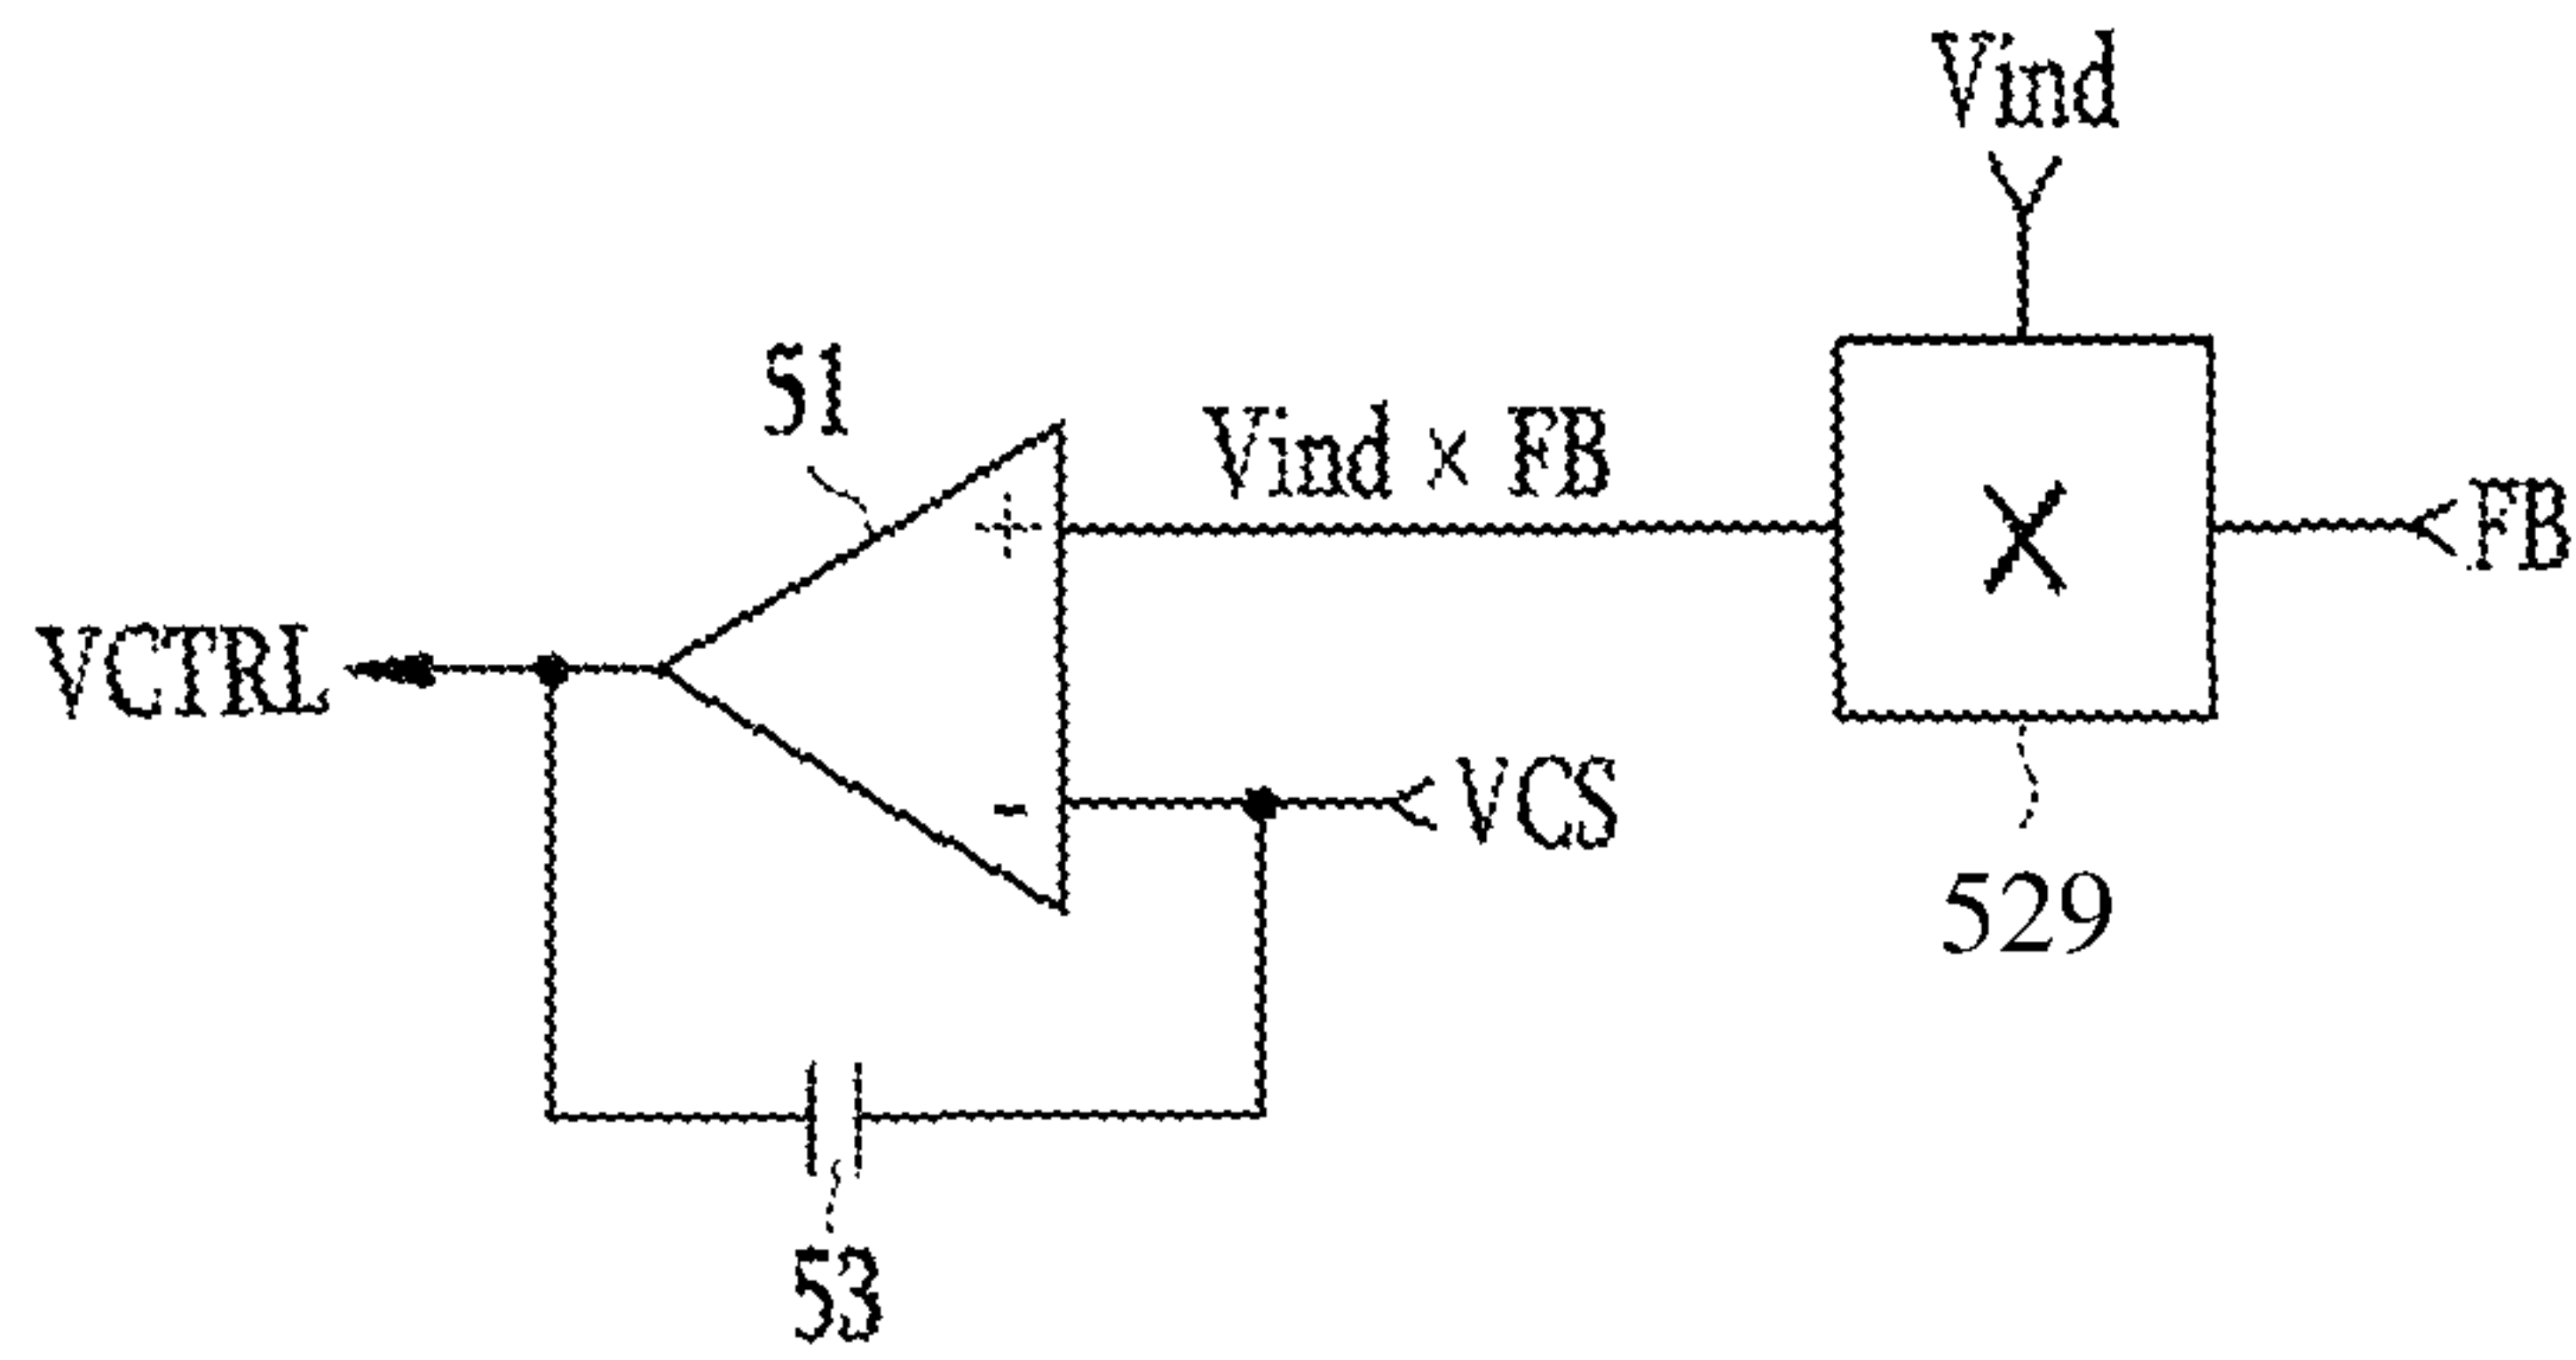 Vind
51
Vind × FB
×
FB
+
VCTRL
-
VCS
529
53